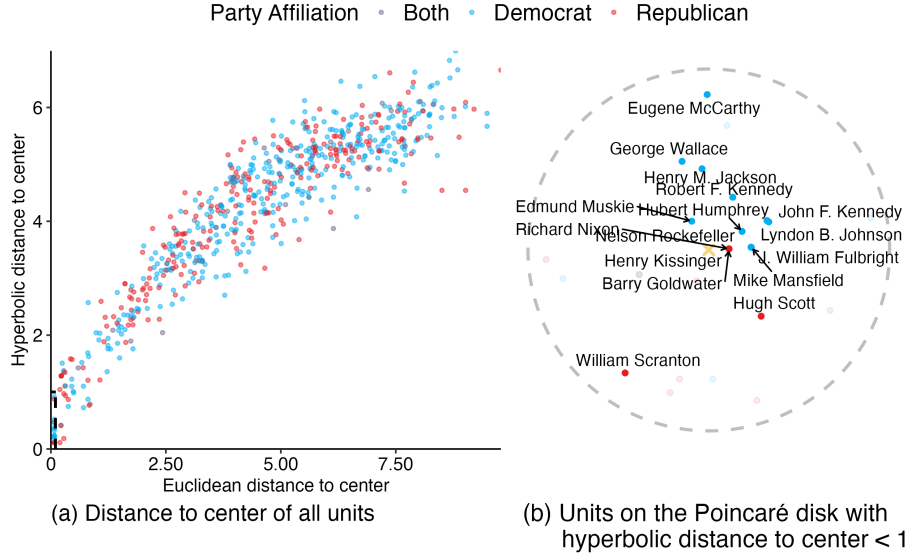 Party Affiliation Both Democrat Republican
Hyperbolic distance to center
6
4
2
0
0 2.50 5.00 7.50
Euclidean distance to center
(a) Distance to center of all units
Eugene McCarthy
George Wallace
Henry M. Jackson
Robert F. Kennedy
Edmund Muskie Hubert Humphrey John F. Kennedy
Richard Nixon Nelson Rockefeller Lyndon B. Johnson
Henry Kissinger J. William Fulbright
Barry Goldwater Mike Mansfield
Hugh Scott
William Scranton
(b) Units on the Poincaré disk with
hyperbolic distance to center < 1